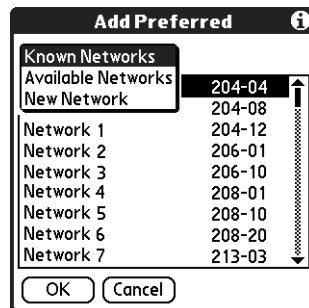 Add Preferred i
Known Networks
Available Networks
New Network
204-04
204-08
Network 1 204-12
Network 2 206-01
Network 3 206-10
Network 4 208-01
Network 5 208-10
Network 6 208-20
Network 7 213-03
OK Cancel